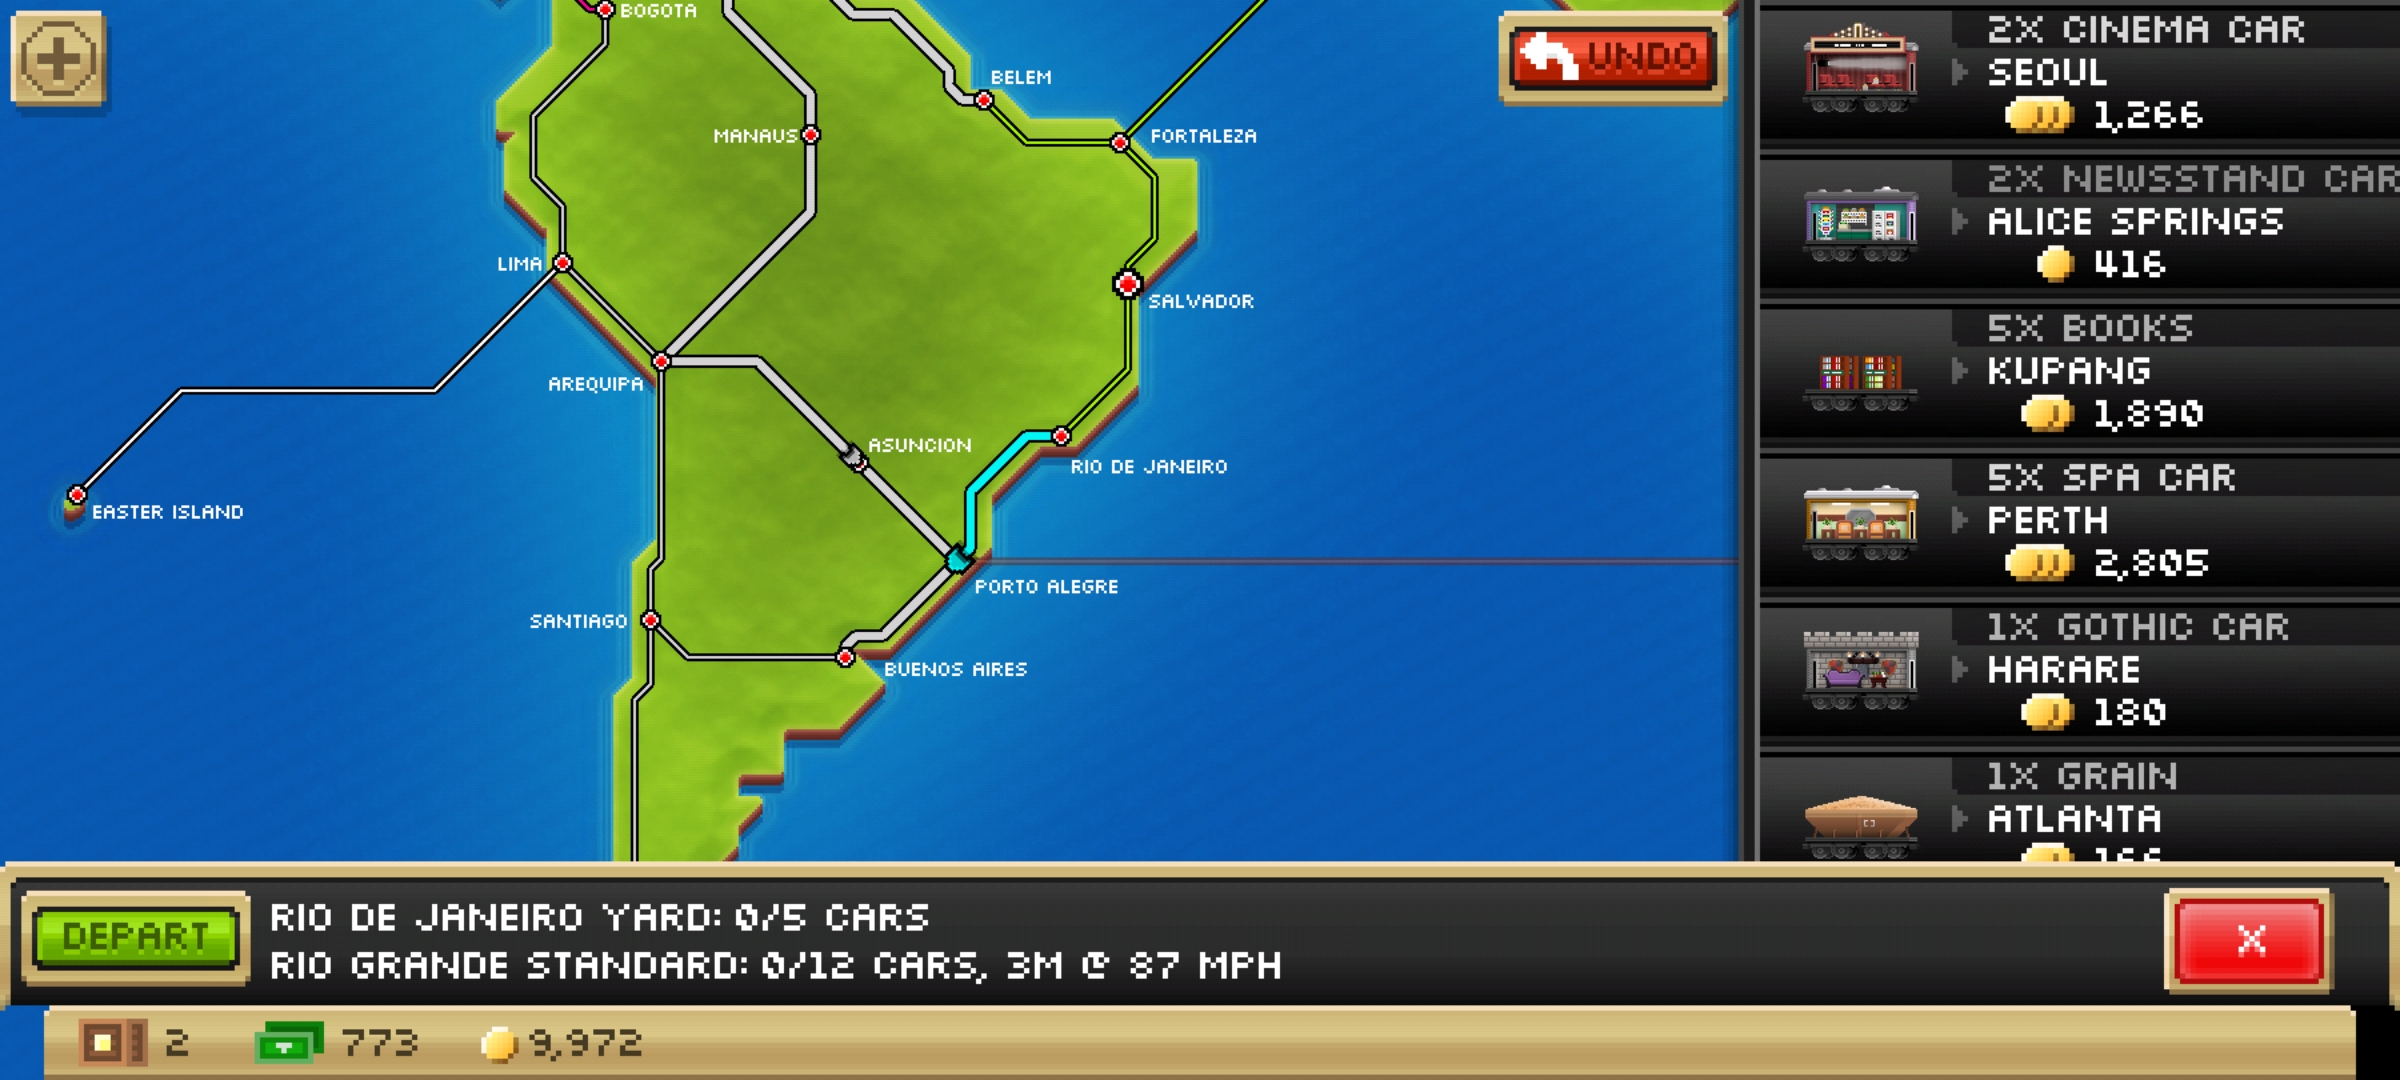 BOGOTA
BELEM
MANAUS
FORTALEZA
LIMA
SALVADOR
AREQUIPA
ASUNCION
RIO DE JANEIRO
EASTER ISLAND
PORTO ALEGRE
SANTIAGO
BUENOS AIRES
UNDO
2X CINEMA CAR
SEOUL
1,266
2X NEWSSTAND CAR
ALICE SPRINGS
416
5X BOOKS
KUPANG
1,890
5X SPA CAR
PERTH
2,805
1X GOTHIC CAR
HARARE
180
1X GRAIN
ATLANTA
DEPART
RIO DE JANEIRO YARD: 0/5 CARS
RIO GRANDE STANDARD: 0/12 CARS, 3M @ 87 MPH
X
2
773
9,972